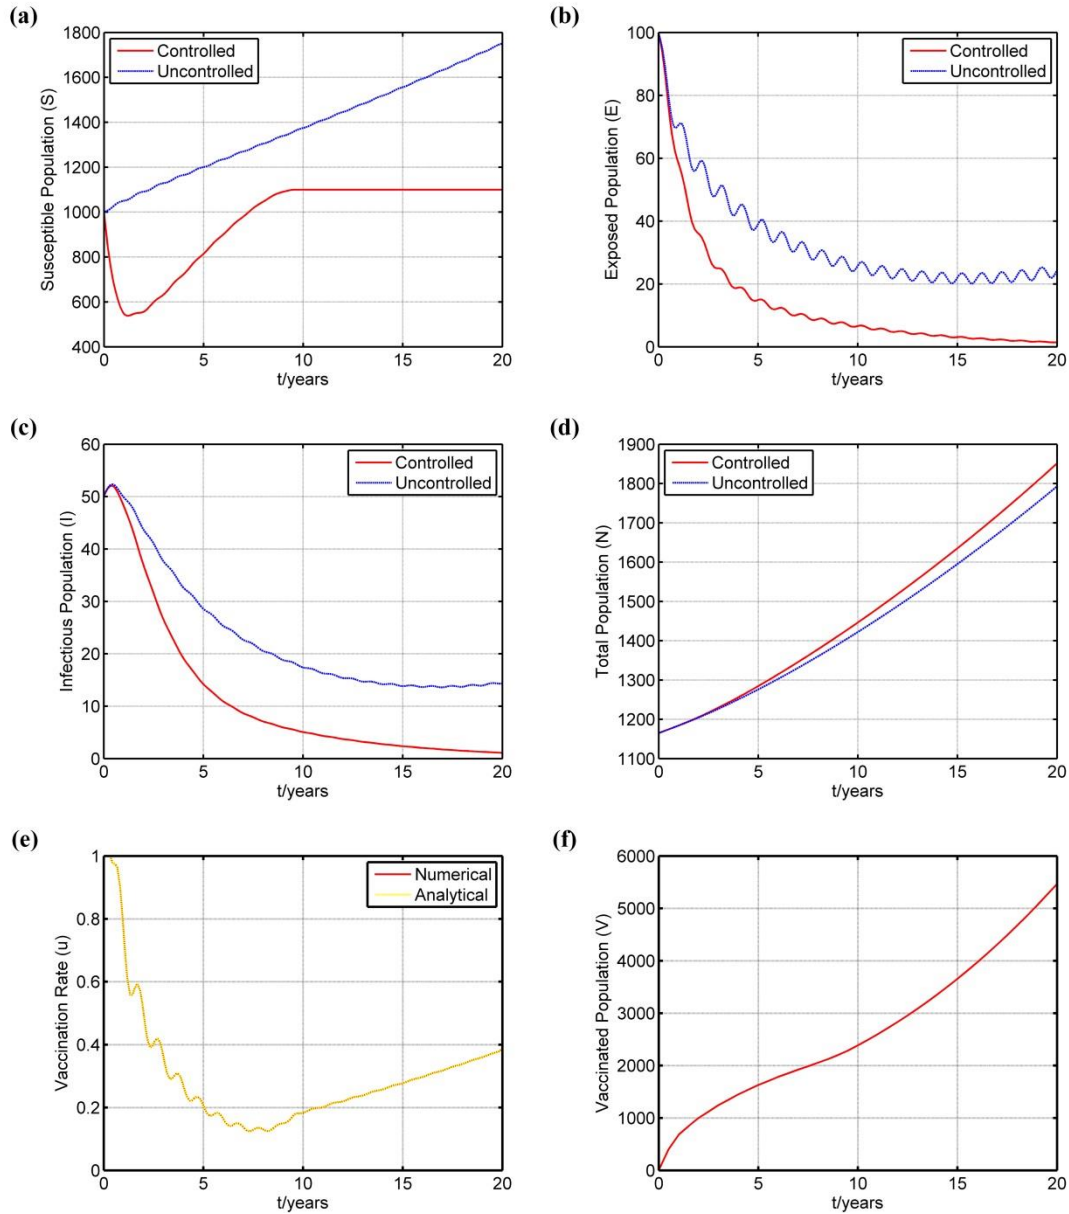 (a)
1800
1600
1400
1200
1000
800
600
400
Susceptible Population (S)
Controlled
Uncontrolled
0 5 10 15 20
t/years
(b)
100
80
60
40
20
0
Exposed Population (E)
Controlled
Uncontrolled
0 5 10 15 20
t/years
(c)
60
50
40
30
20
10
0
Infectious Population (I)
Controlled
Uncontrolled
0 5 10 15 20
t/years
(d)
1900
1800
1700
1600
1500
1400
1300
1200
1100
Total Population (N)
Controlled
Uncontrolled
0 5 10 15 20
t/years
(e)
1
0.8
0.6
0.4
0.2
0
Vaccination Rate (u)
Numerical
Analytical
0 5 10 15 20
t/years
(f)
6000
5000
4000
3000
2000
1000
0
Vaccinated Population (V)
0 5 10 15 20
t/years